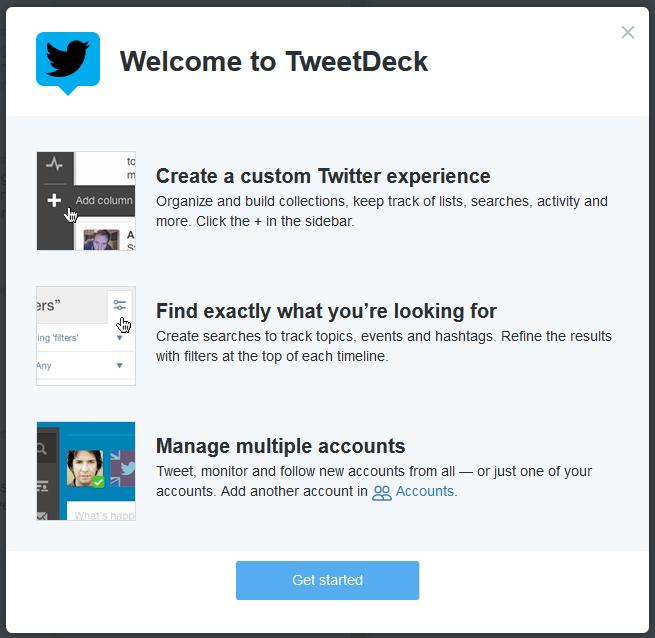 Welcome to TweetDeck
to
m
Add column
A
S
Create a custom Twitter experience
Organize and build collections, keep track of lists, searches, activity and
more. Click the + in the sidebar.
ers”
ing ‘filters’
Any
Find exactly what you’re looking for
Create searches to track topics, events and hashtags. Refine the results
with filters at the top of each timeline.
What's happ
Manage multiple accounts
Tweet, monitor and follow new accounts from all — or just one of your
accounts. Add another account in Accounts.
Get started